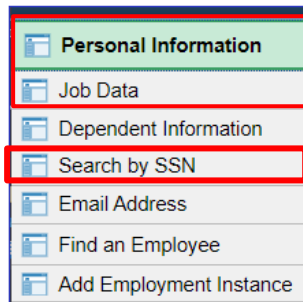 Personal Information
Job Data
Dependent Information
Search by SSN
Email Address
Find an Employee
Add Employment Instance